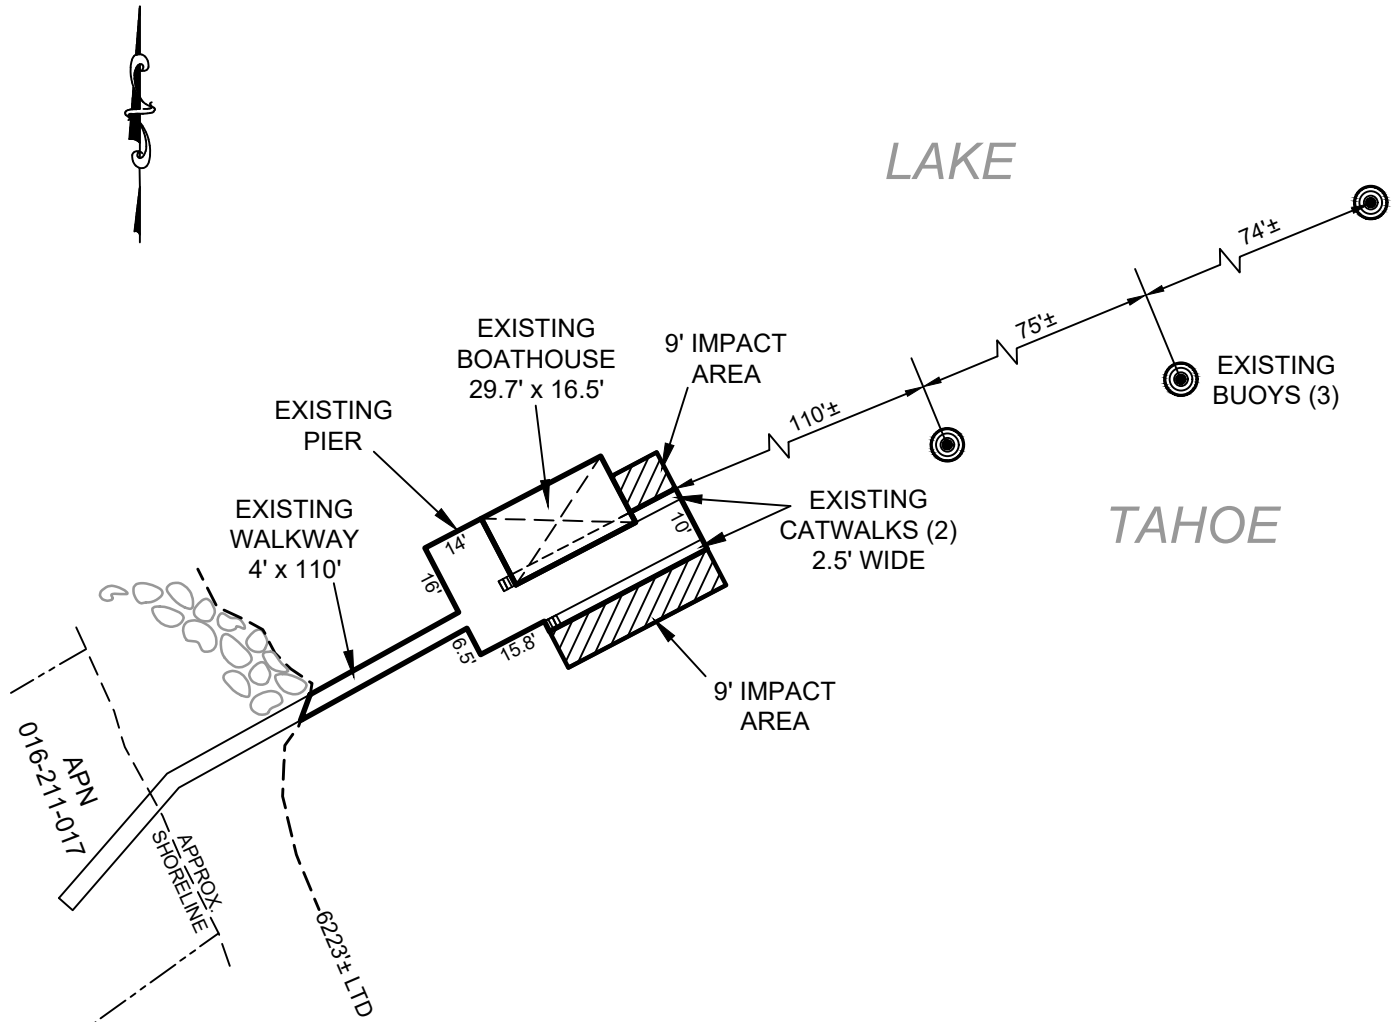 LAKE
74'±
75'±
EXISTING
BUOYS (3)
110'±
EXISTING
BOATHOUSE
29.7' x 16.5'
9' IMPACT
AREA
EXISTING
PIER
EXISTING
WALKWAY
4' x 110'
14'
16'
6.5'
15.8'
10'
EXISTING
CATWALKS (2)
2.5' WIDE
TAHOE
9' IMPACT
AREA
APN
016-211-017
APPROX.
SHORELINE
6223'± LTD